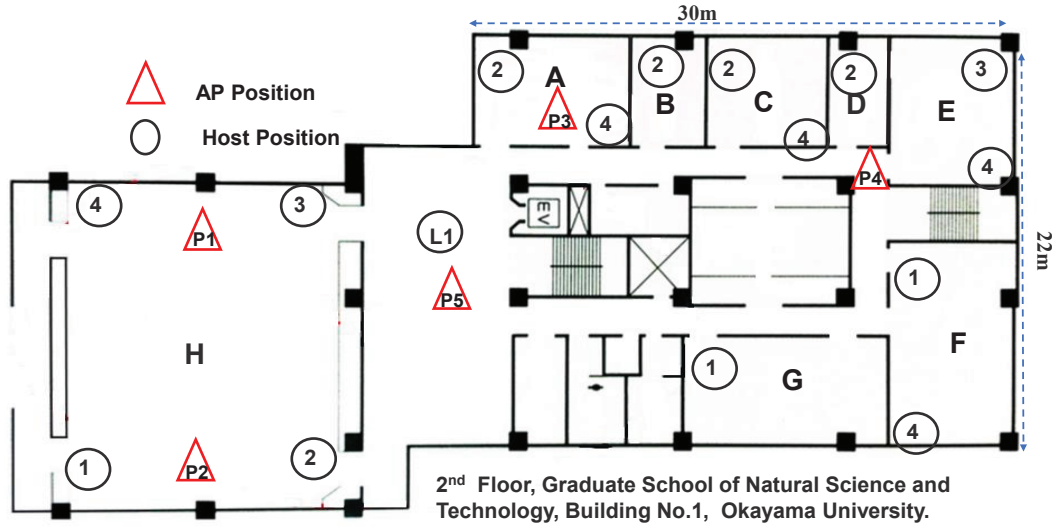 30m
2 2 2 2 3
A B C D E
AP Position
P3
4 4
Host Position
P4 4
4 3
P1 L1 EV
22m
P5 1
H F
1 G
2 4
1 P2
2nd Floor, Graduate School of Natural Science and
Technology, Building No.1, Okayama University.